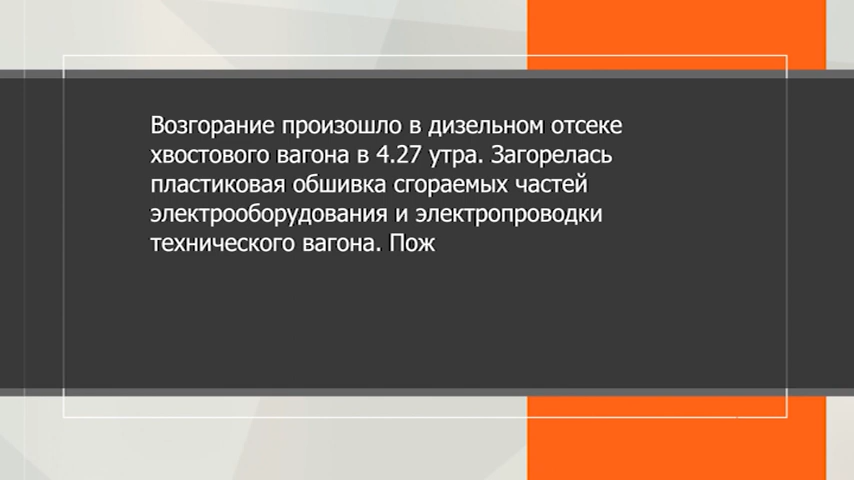 Возгорание произошло в дизельном отсеке
хвостового вагона в 4.27 утра. Загорелась
пластиковая обшивка сгораемых частей
электрооборудования и электропроводки
технического вагона. Пож